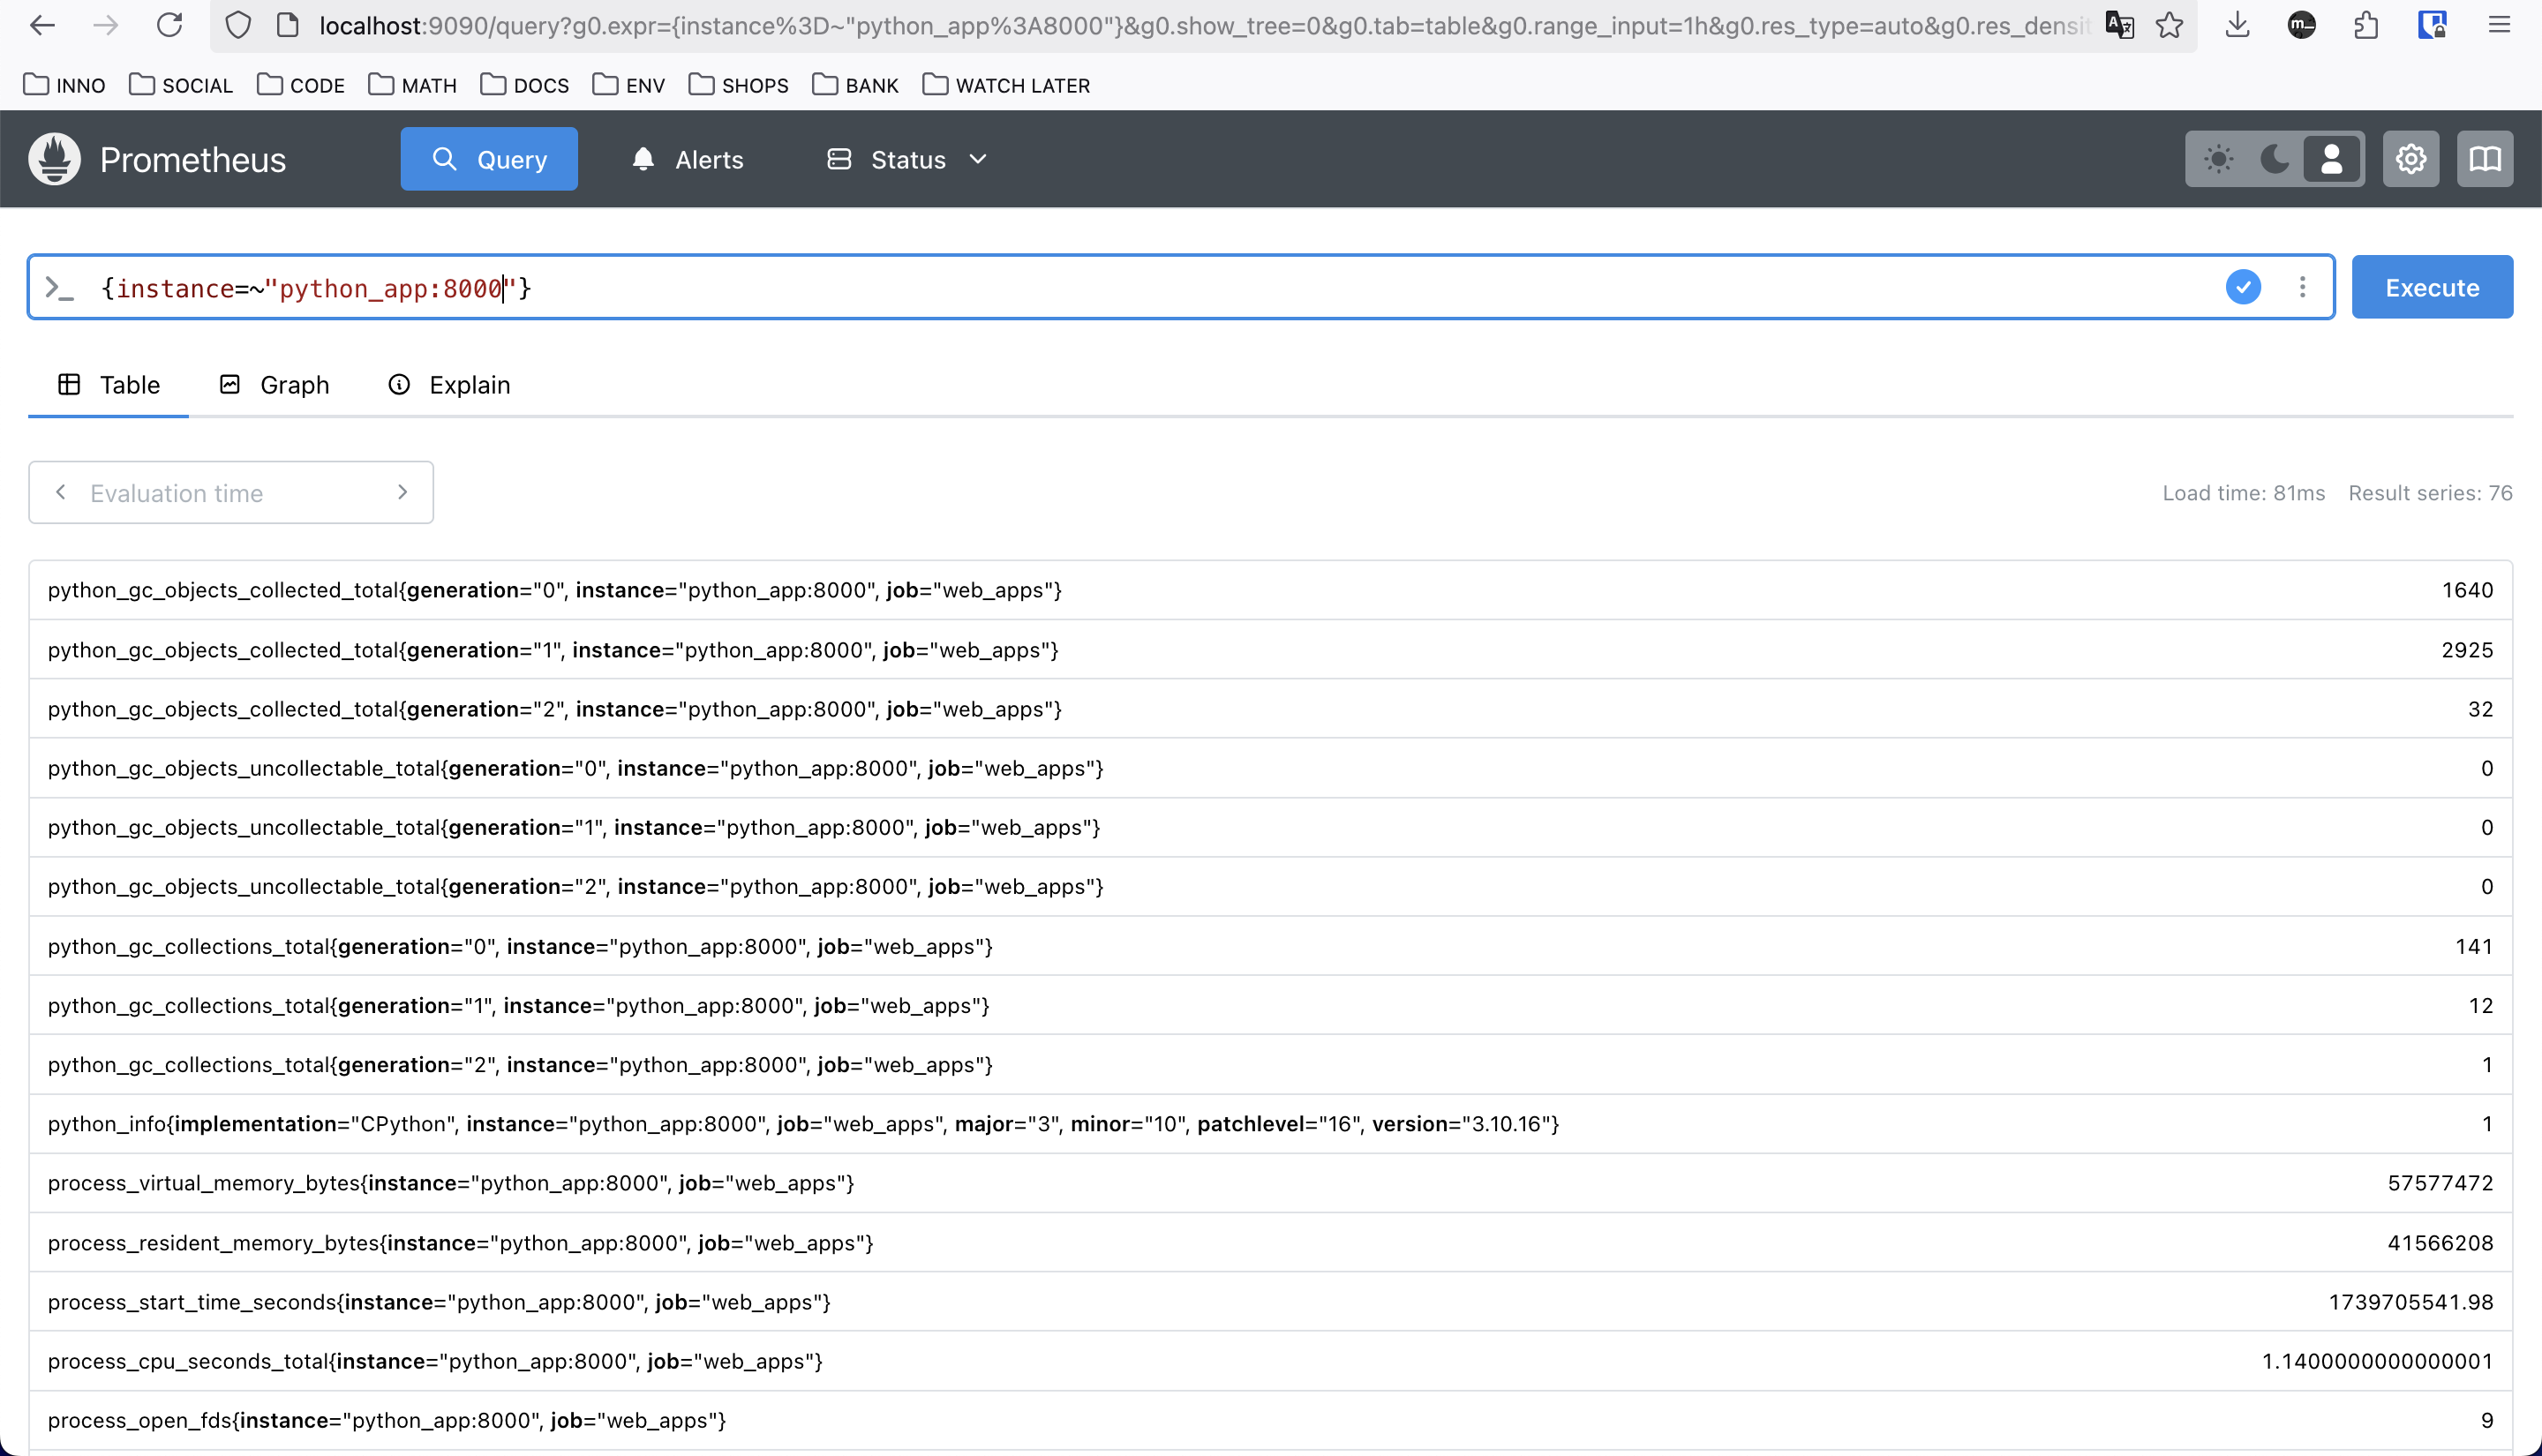 localhost:9090/query?g0.expr={instance%3D~"python_app%3A8000"}&g0.show_tree=0&g0.tab=table&g0.range_input=1h&g0.res_type=auto&g0.res_densit
INNO SOCIAL CODE MATH DOCS ENV SHOPS BANK WATCH LATER
Prometheus Query Alerts Status
{instance=~"python_app:8000"} Execute
Table Graph Explain
Evaluation time Load time: 81ms Result series: 76
python_gc_objects_collected_total{generation="0", instance="python_app:8000", job="web_apps"} 1640
python_gc_objects_collected_total{generation="1", instance="python_app:8000", job="web_apps"} 2925
python_gc_objects_collected_total{generation="2", instance="python_app:8000", job="web_apps"} 32
python_gc_objects_uncollectable_total{generation="0", instance="python_app:8000", job="web_apps"} 0
python_gc_objects_uncollectable_total{generation="1", instance="python_app:8000", job="web_apps"} 0
python_gc_objects_uncollectable_total{generation="2", instance="python_app:8000", job="web_apps"} 0
python_gc_collections_total{generation="0", instance="python_app:8000", job="web_apps"} 141
python_gc_collections_total{generation="1", instance="python_app:8000", job="web_apps"} 12
python_gc_collections_total{generation="2", instance="python_app:8000", job="web_apps"} 1
python_info{implementation="CPython", instance="python_app:8000", job="web_apps", major="3", minor="10", patchlevel="16", version="3.10.16"} 1
process_virtual_memory_bytes{instance="python_app:8000", job="web_apps"} 57577472
process_resident_memory_bytes{instance="python_app:8000", job="web_apps"} 41566208
process_start_time_seconds{instance="python_app:8000", job="web_apps"} 1739705541.98
process_cpu_seconds_total{instance="python_app:8000", job="web_apps"} 1.1400000000000001
process_open_fds{instance="python_app:8000", job="web_apps"} 9